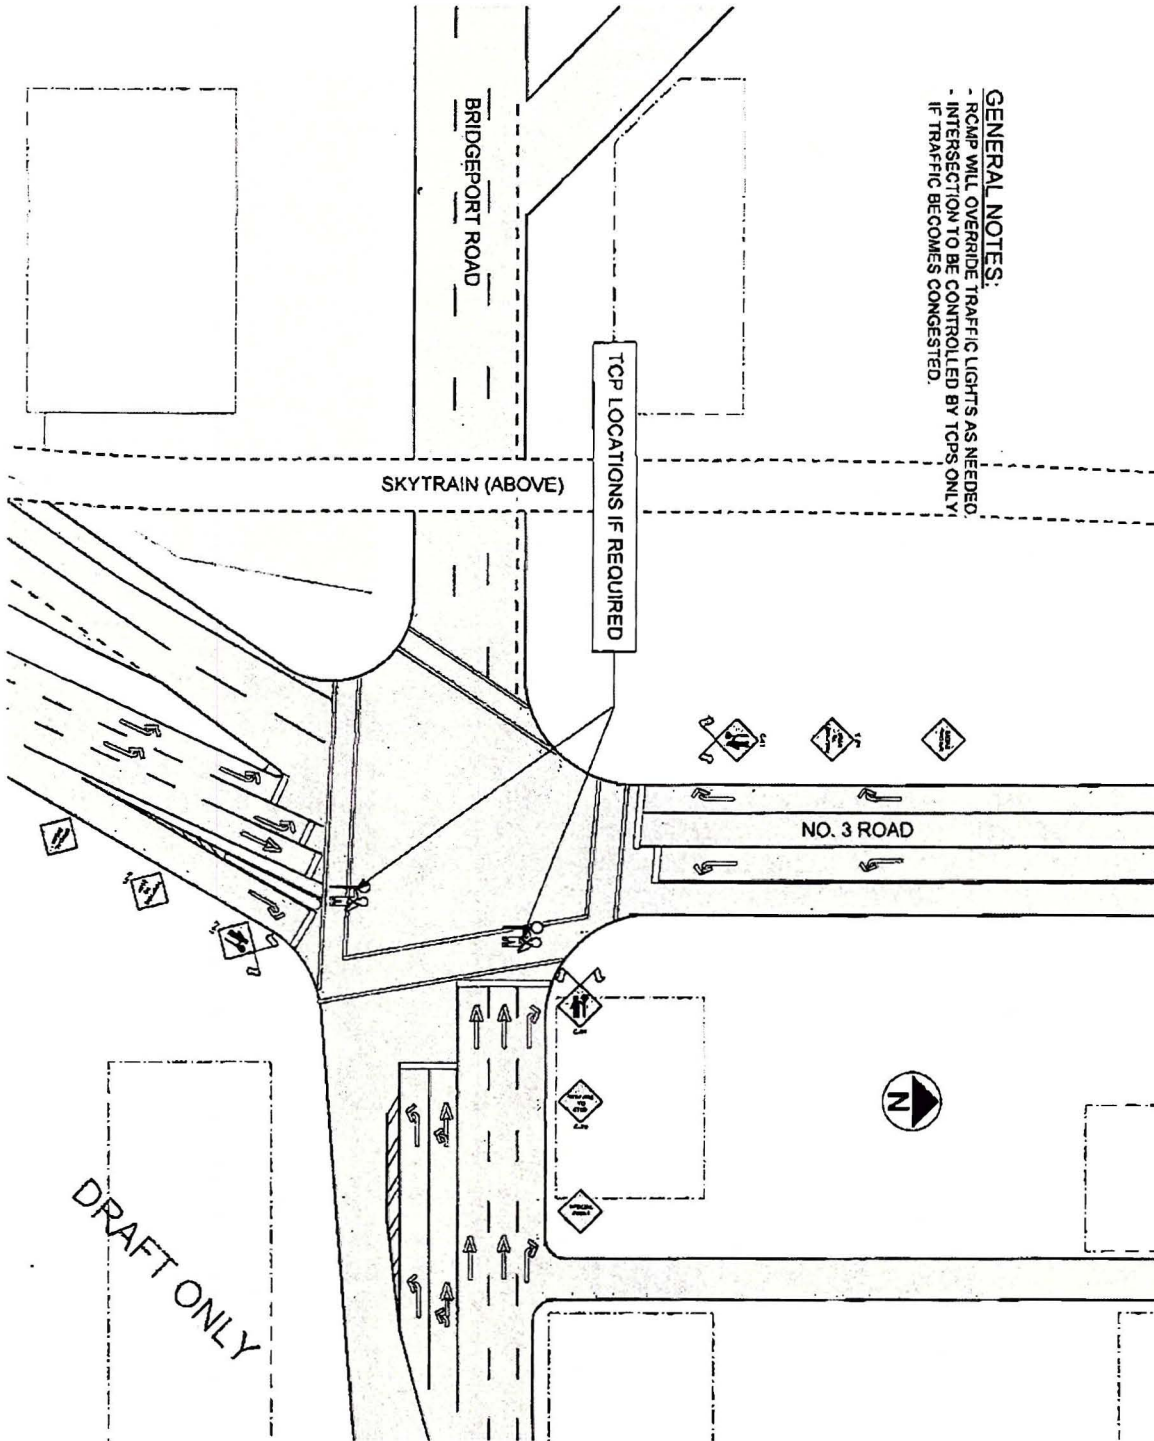 GENERAL NOTES:
- RCMP WILL OVERRIDE TRAFFIC LIGHTS AS NEEDED.
- INTERSECTION TO BE CONTROLLED BY TCPS ONLY
IF TRAFFIC BECOMES CONGESTED.
BRIDGEPORT ROAD
TCP LOCATIONS IF REQUIRED
SKYTRAIN (ABOVE)
NO. 3 ROAD
N
DRAFT ONLY